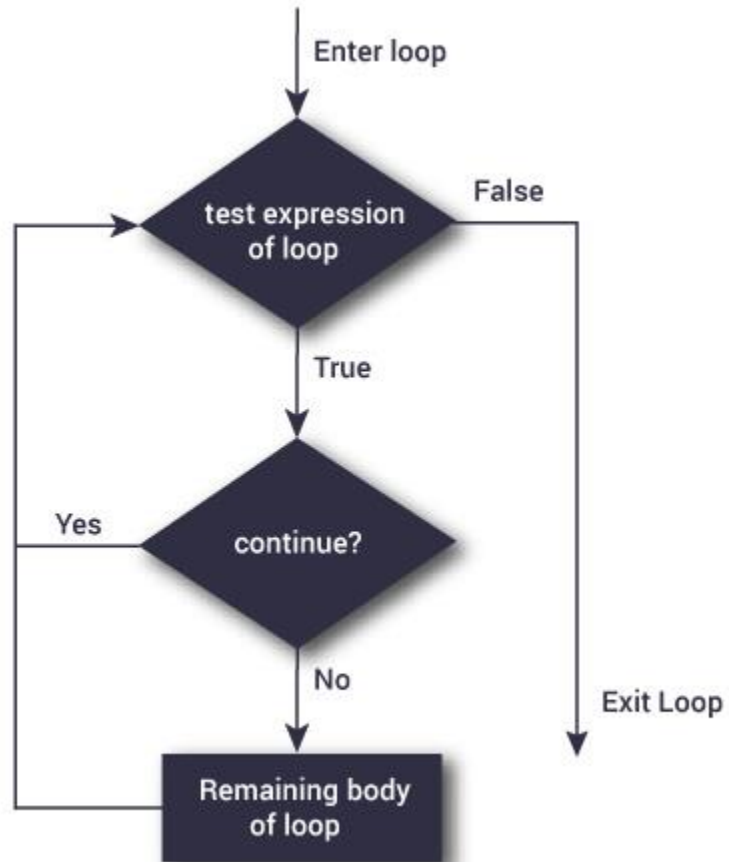 Enter loop
test expression
of loop
False
True
Yes
continue?
No
Exit Loop
Remaining body
of loop